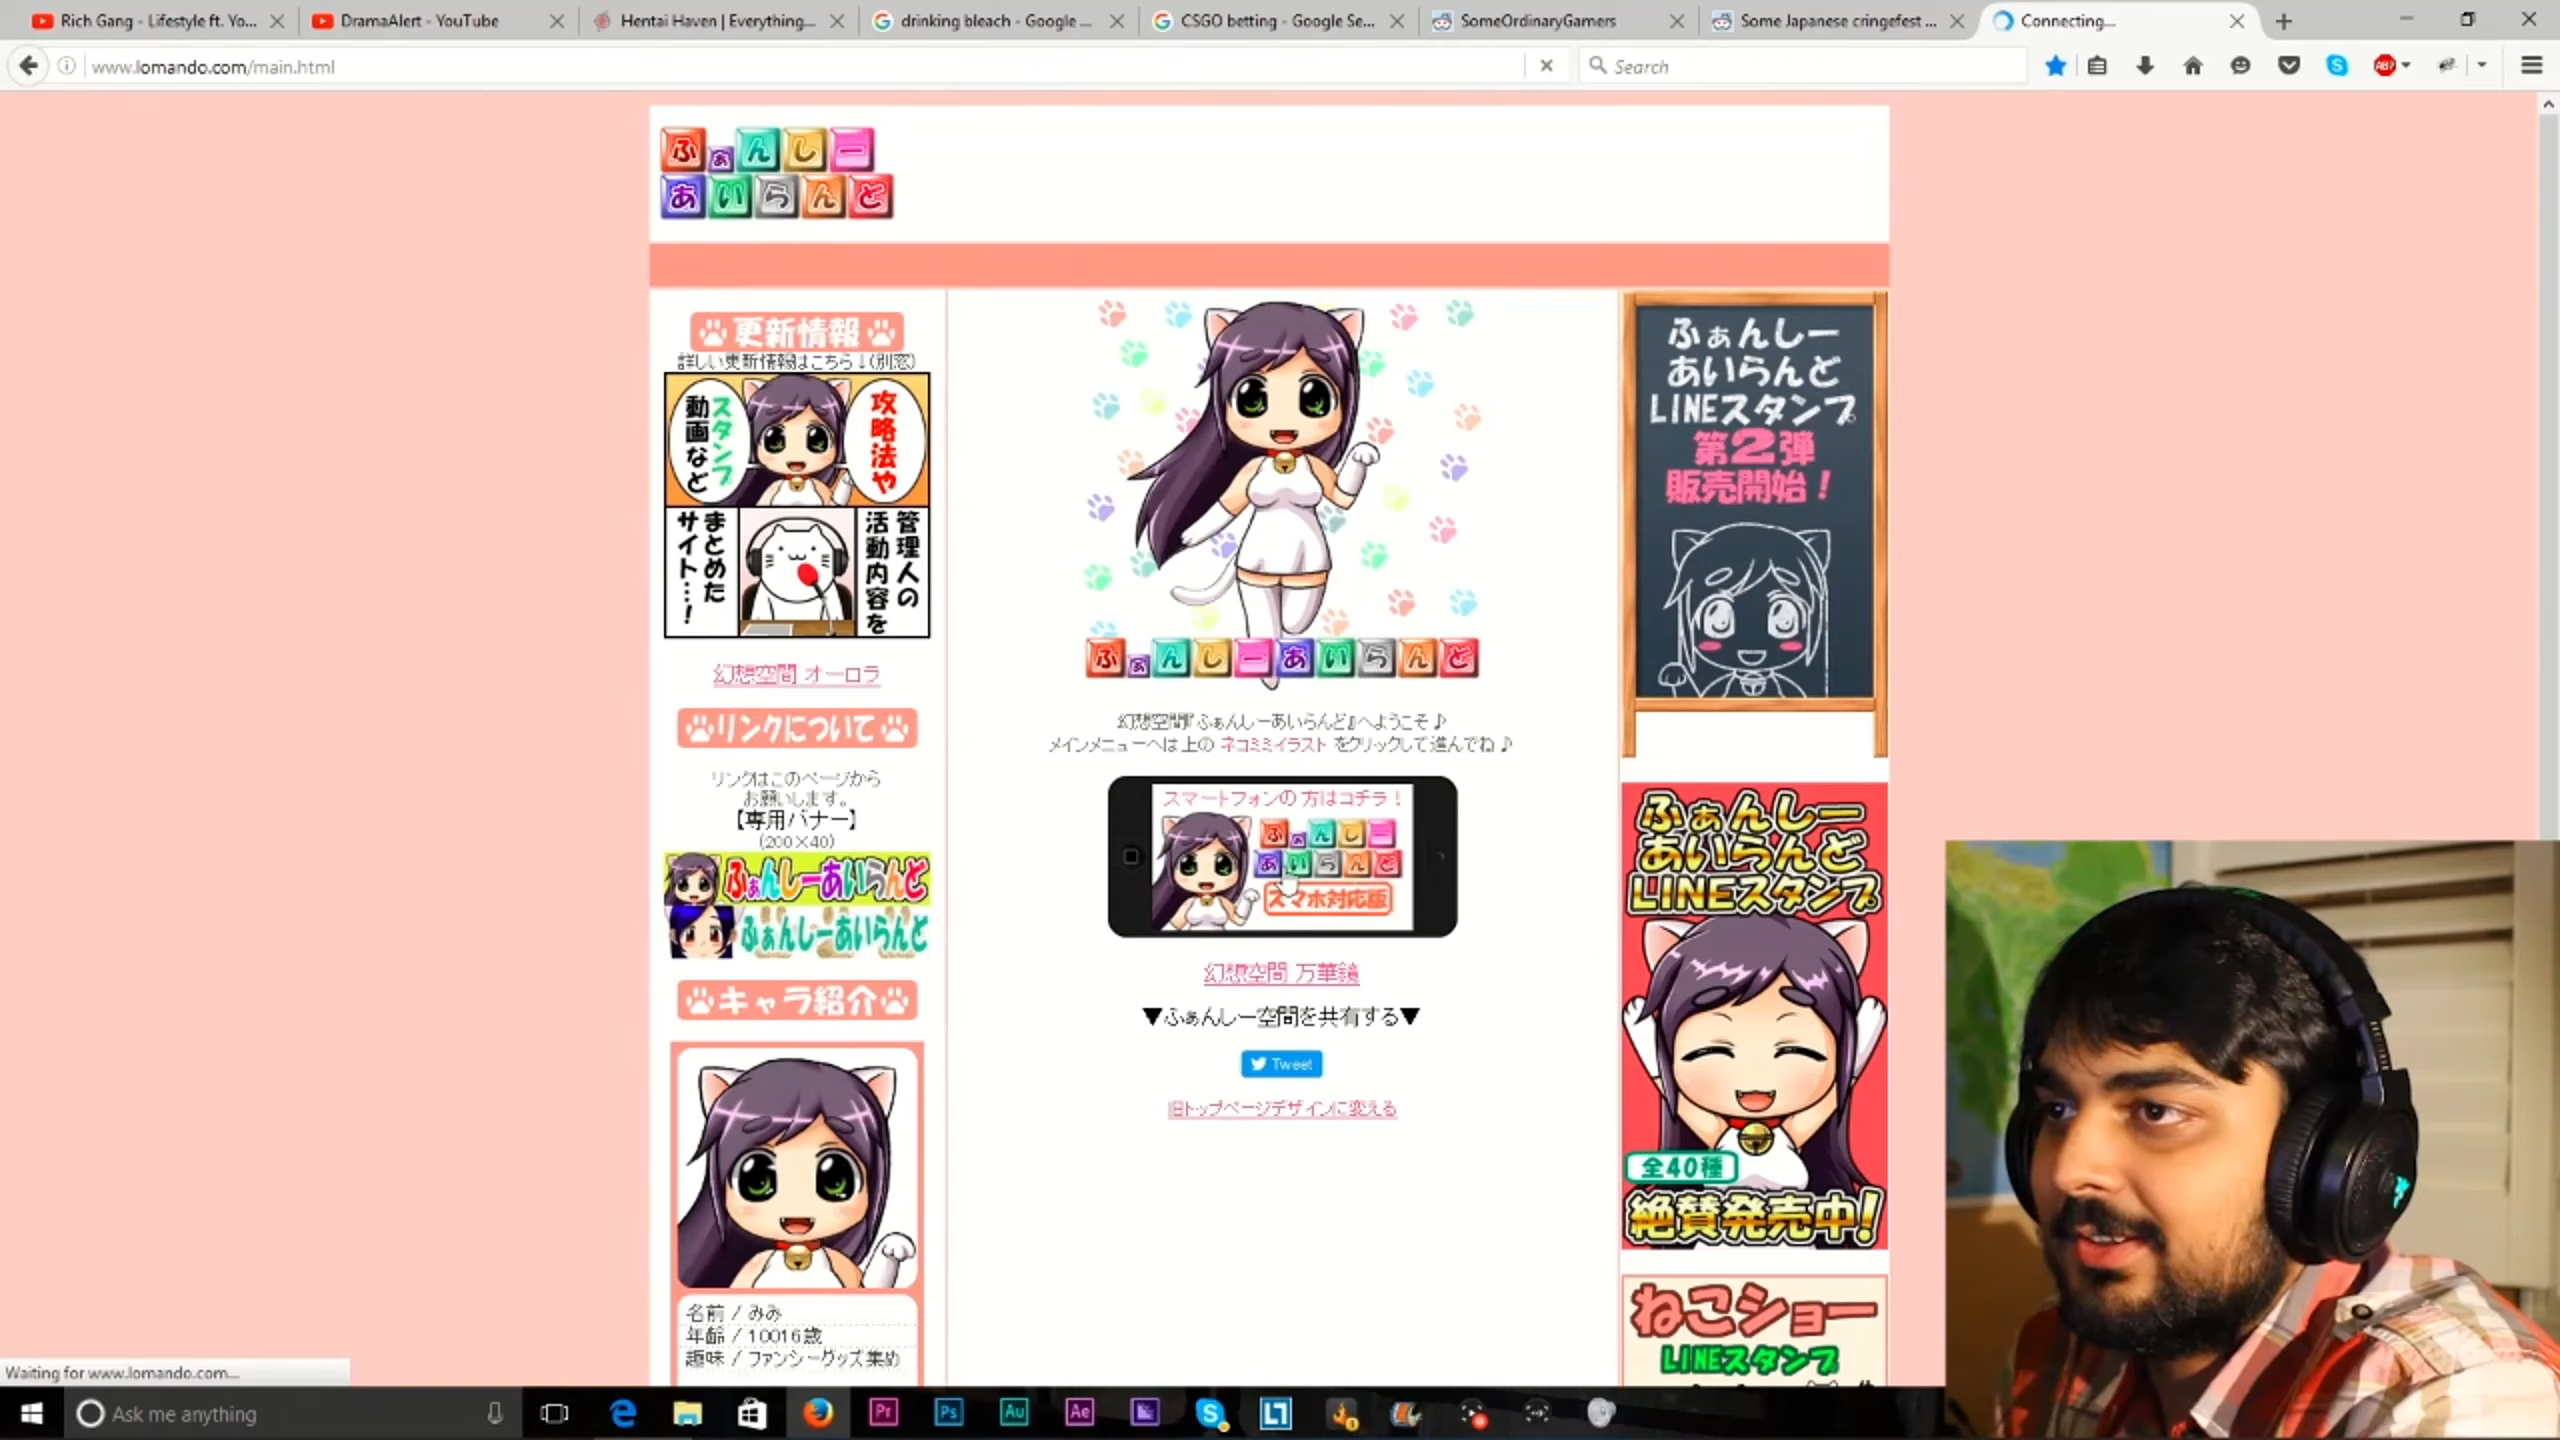 Rich Gang - Lifestyle ft. Yo...
DramaAlert - YouTube
Hentai Haven | Everything...
drinking bleach - Google ...
CSGO betting - Google Se...
SomeOrdinaryGamers
Some Japanese cringefest ...
Connecting...
www.lomando.com/main.html
Search
ABP
ふぁんしー
あいらんど
更新情報
詳しい更新情報はこちら↓(別窓)
攻略法や
スタンプ
動画など
管理人の
活動内容を
まとめた
サイト…!
幻想空間 オーロラ
リンクについて
リンクはこのページから
お願いします。
【専用バナー】
(200×40)
ふぁんしーあいらんど
ふぁんしーあいらんど
キャラ紹介
名前 / みみ
年齢 / 10016歳
趣味 / ファンシーグッズ集め
ふぁんしーあいらんど
幻想空間『ふぁんしーあいらんど』へようこそ♪
メインメニューへは上の ネコミミイラスト をクリックして進んでね♪
スマートフォンの方はコチラ!
ふぁんしー
あいらんど
スマホ対応版
幻想空間 万華鏡
▼ふぁんしー空間を共有する▼
Tweet
旧トップページデザインに変える
ふぁんしー
あいらんど
LINEスタンプ
第2弾
販売開始!
ふぁんしー
あいらんど
LINEスタンプ
全40種
絶賛発売中!
ねこショー
LINEスタンプ
Waiting for www.lomando.com...
Ask me anything
Pr
Ps
Au
Ae